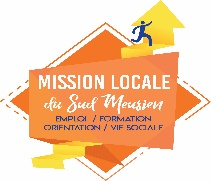 MISSION LOCALE
du Sud Meusien
EMPLOI / FORMATION
ORIENTATION / VIE SOCIALE